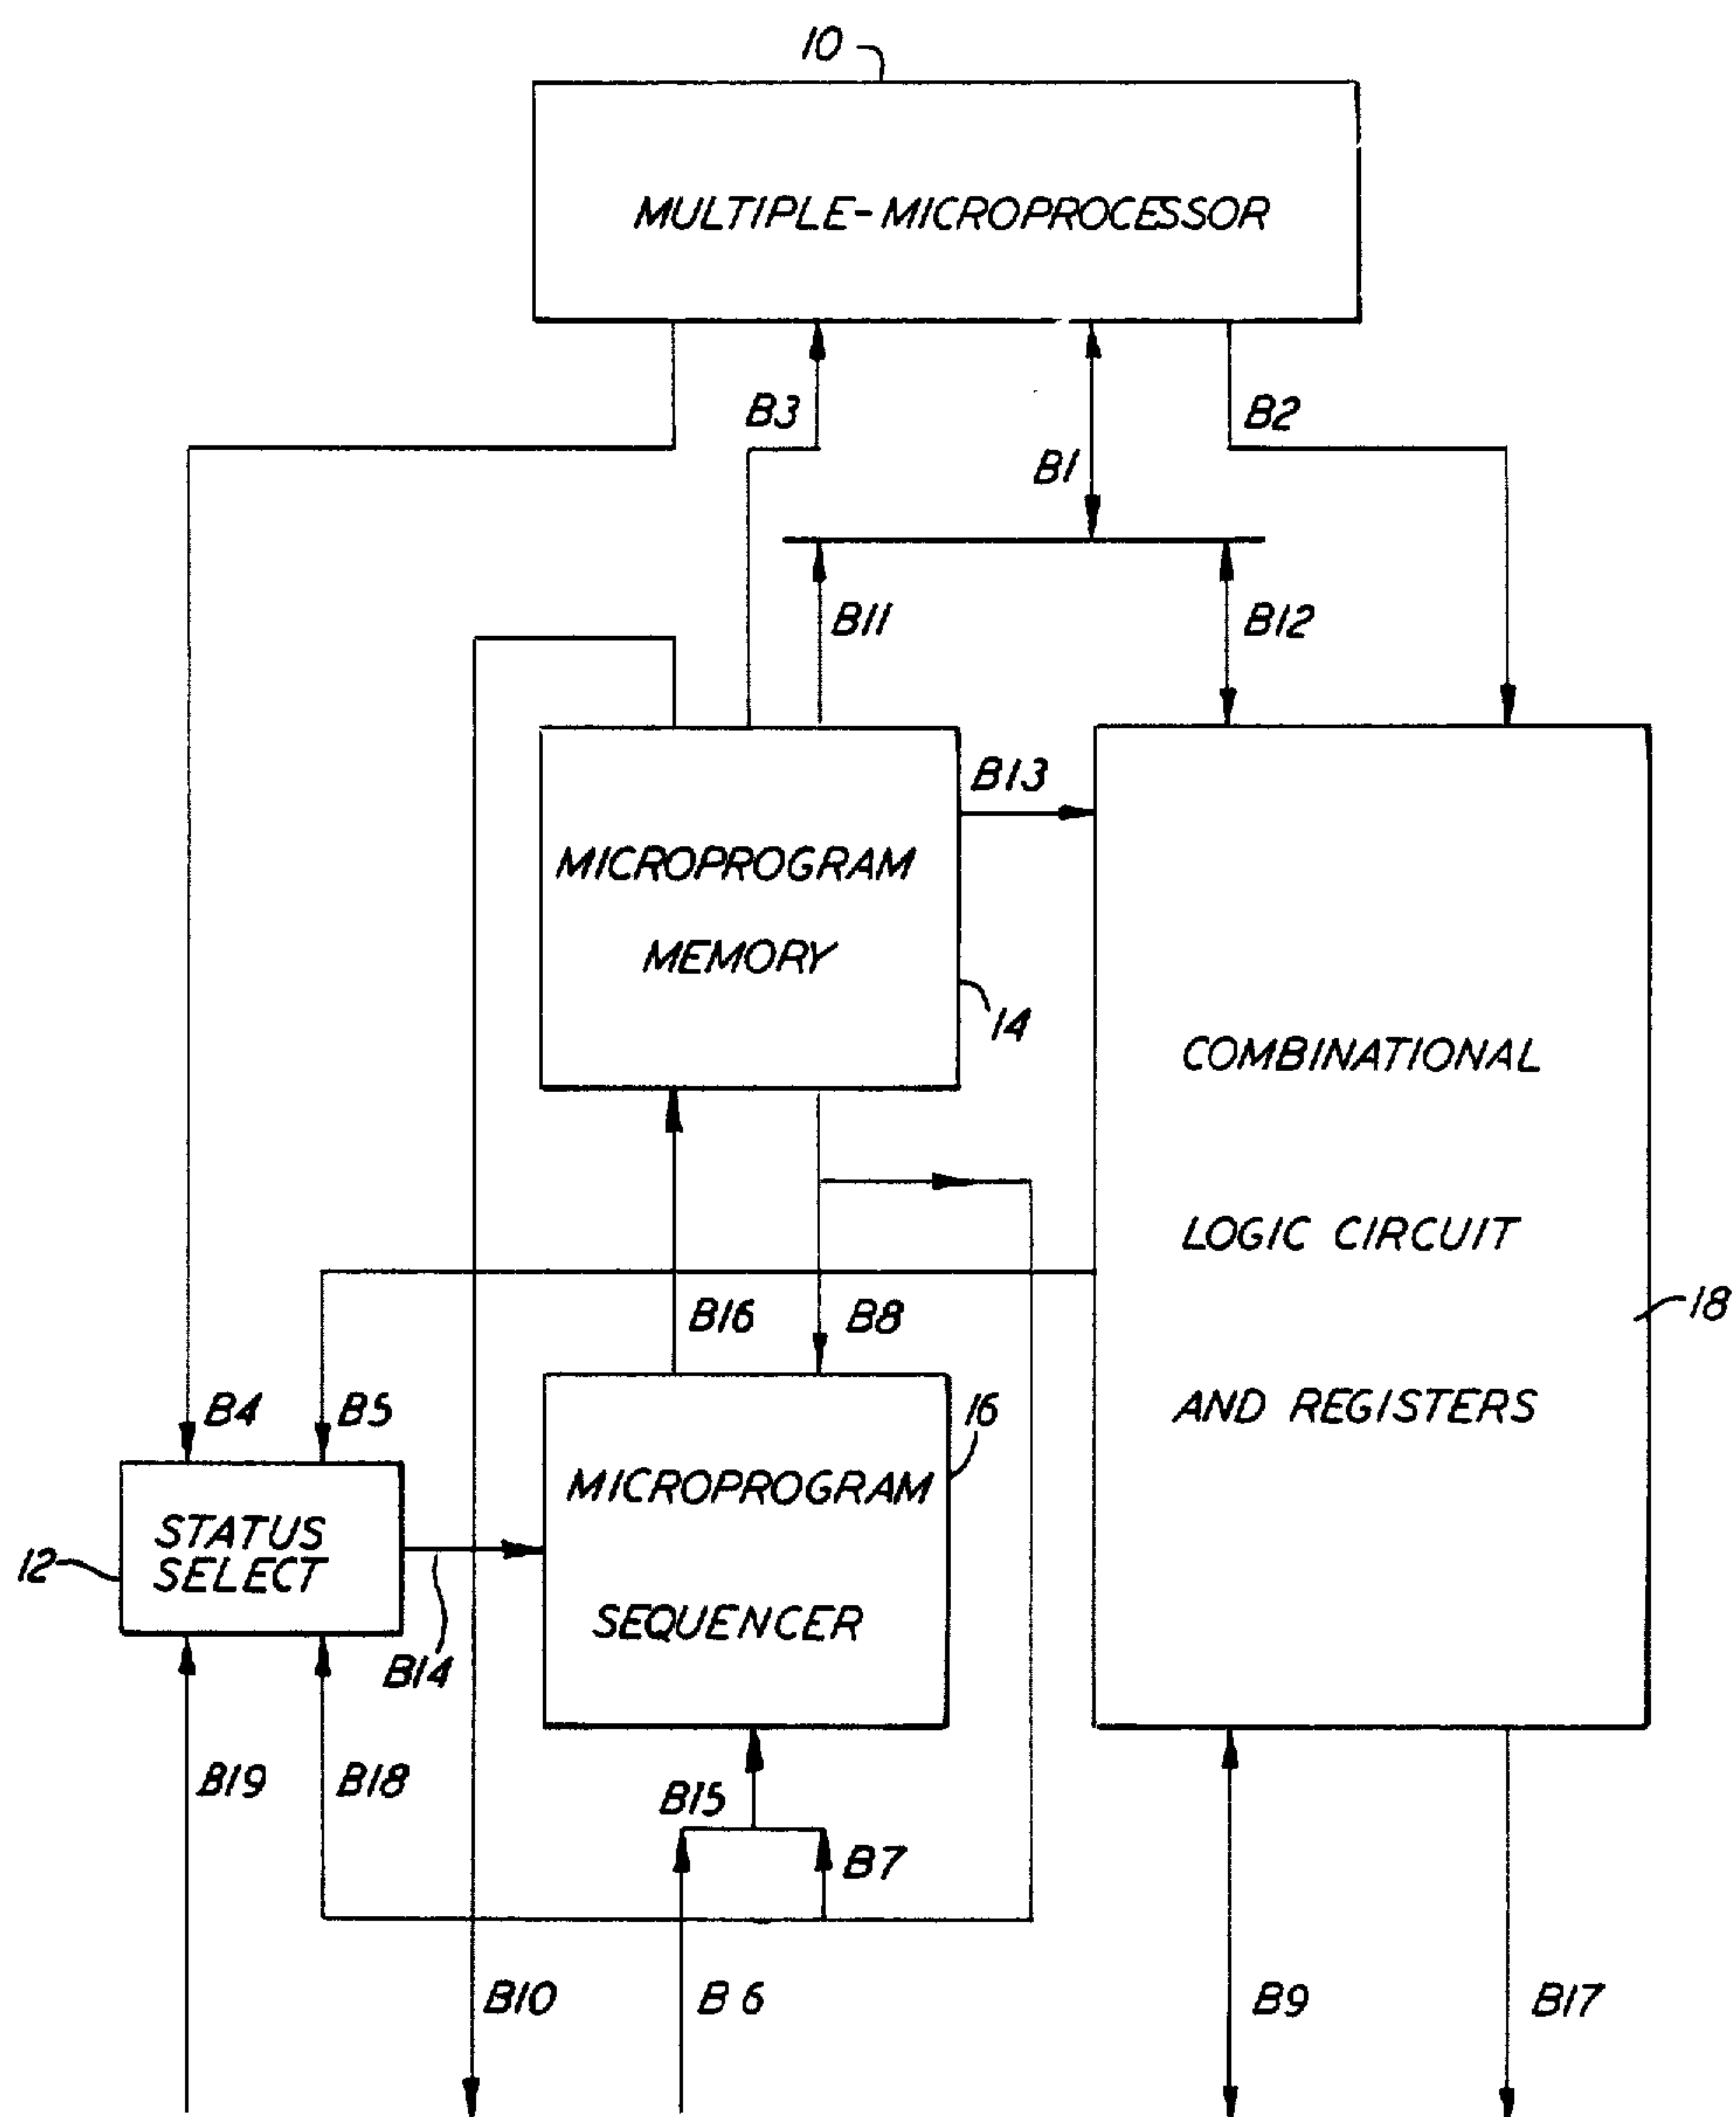 10
MULTIPLE-MICROPROCESSOR
B3
B2
B1
B11
B12
B13
MICROPROGRAM
MEMORY
14
COMBINATIONAL
LOGIC CIRCUIT
AND REGISTERS
18
B16
B8
B4
B5
16
MICROPROGRAM
SEQUENCER
STATUS
SELECT
12
B14
B19
B18
B15
B7
B10
B6
B9
B17